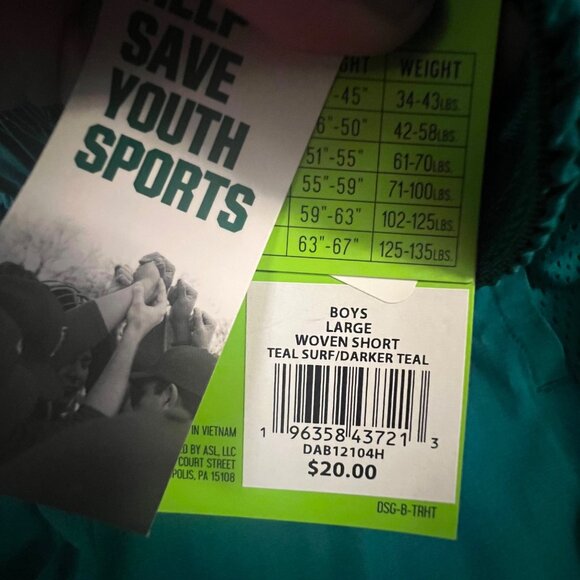 HELP
SAVE
YOUTH
SPORTS
WEIGHT
-45" 34-43LBS.
-50" 42-58LBS.
51"-55" 61-70LBS.
55"-59" 71-100LBS.
59"-63" 102-125LBS.
63"-67" 125-135LBS.
BOYS
LARGE
WOVEN SHORT
TEAL SURF/DARKER TEAL
1 96358 43721 3
DAB12104H
$20.00
IN VIETNAM
BY ASL, LLC
COURT STREET
POLIS, PA 15108
DSG-B-TRHT